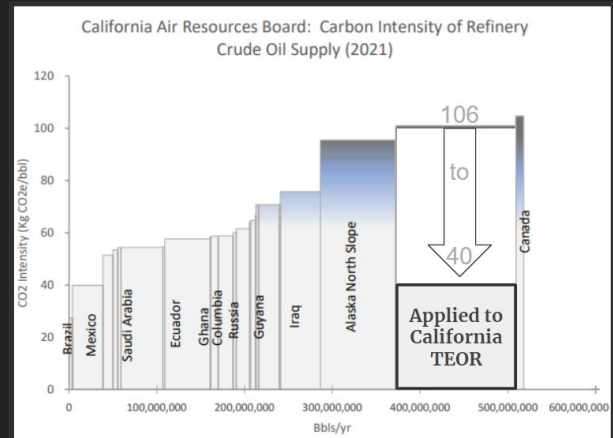 California Air Resources Board: Carbon Intensity of Refinery
Crude Oil Supply (2021)
CO2 Intensity (Kg CO2e/bbl)
120
100
80
60
40
20
0
Brazil
Mexico
Saudi Arabia
Ecuador
Ghana
Columbia
Russia
Guyana
Iraq
Alaska North Slope
106
to
40
Applied to
California
TEOR
Canada
0
100,000,000
200,000,000
300,000,000
400,000,000
500,000,000
600,000,000
Bbls/yr